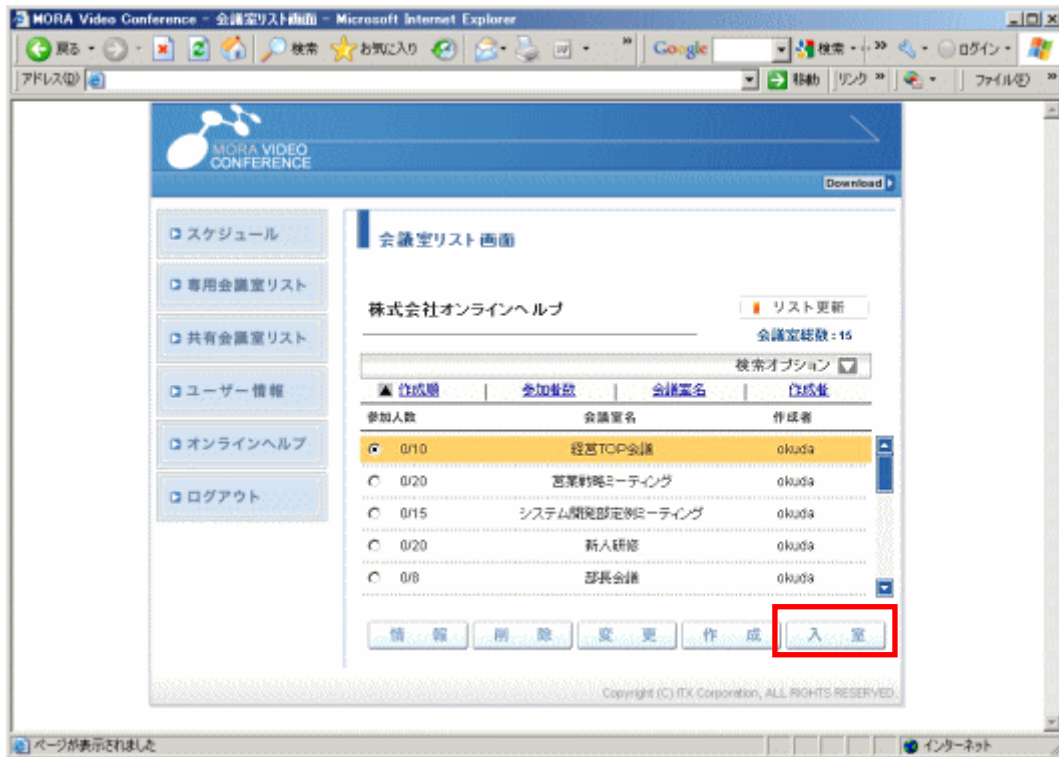 MORA Video Conference - 会議室リスト画面 - Microsoft Internet Explorer
戻る 検索 お気に入り Google 検索 ログイン
アドレス(D) 移動 リンク ファイル(E)
MORA VIDEO
CONFERENCE
Download
スケジュール
専用会議室リスト
共有会議室リスト
ユーザー情報
オンラインヘルプ
ログアウト
会議室リスト画面
株式会社オンラインヘルプ
リスト更新
会議室総数:15
検索オプション
▲ 作成順 | 参加者数 | 会議室名 | 作成者
参加人数 会議室名 作成者
0/10 経営TOP会議 okuda
0/20 営業戦略ミーティング okuda
0/15 システム開発部定例ミーティング okuda
0/20 新人研修 okuda
0/8 部長会議 okuda
情 報 削 除 変 更 作 成 入 室
Copyright (C) ITX Corporation, ALL RIGHTS RESERVED.
ページが表示されました インターネット